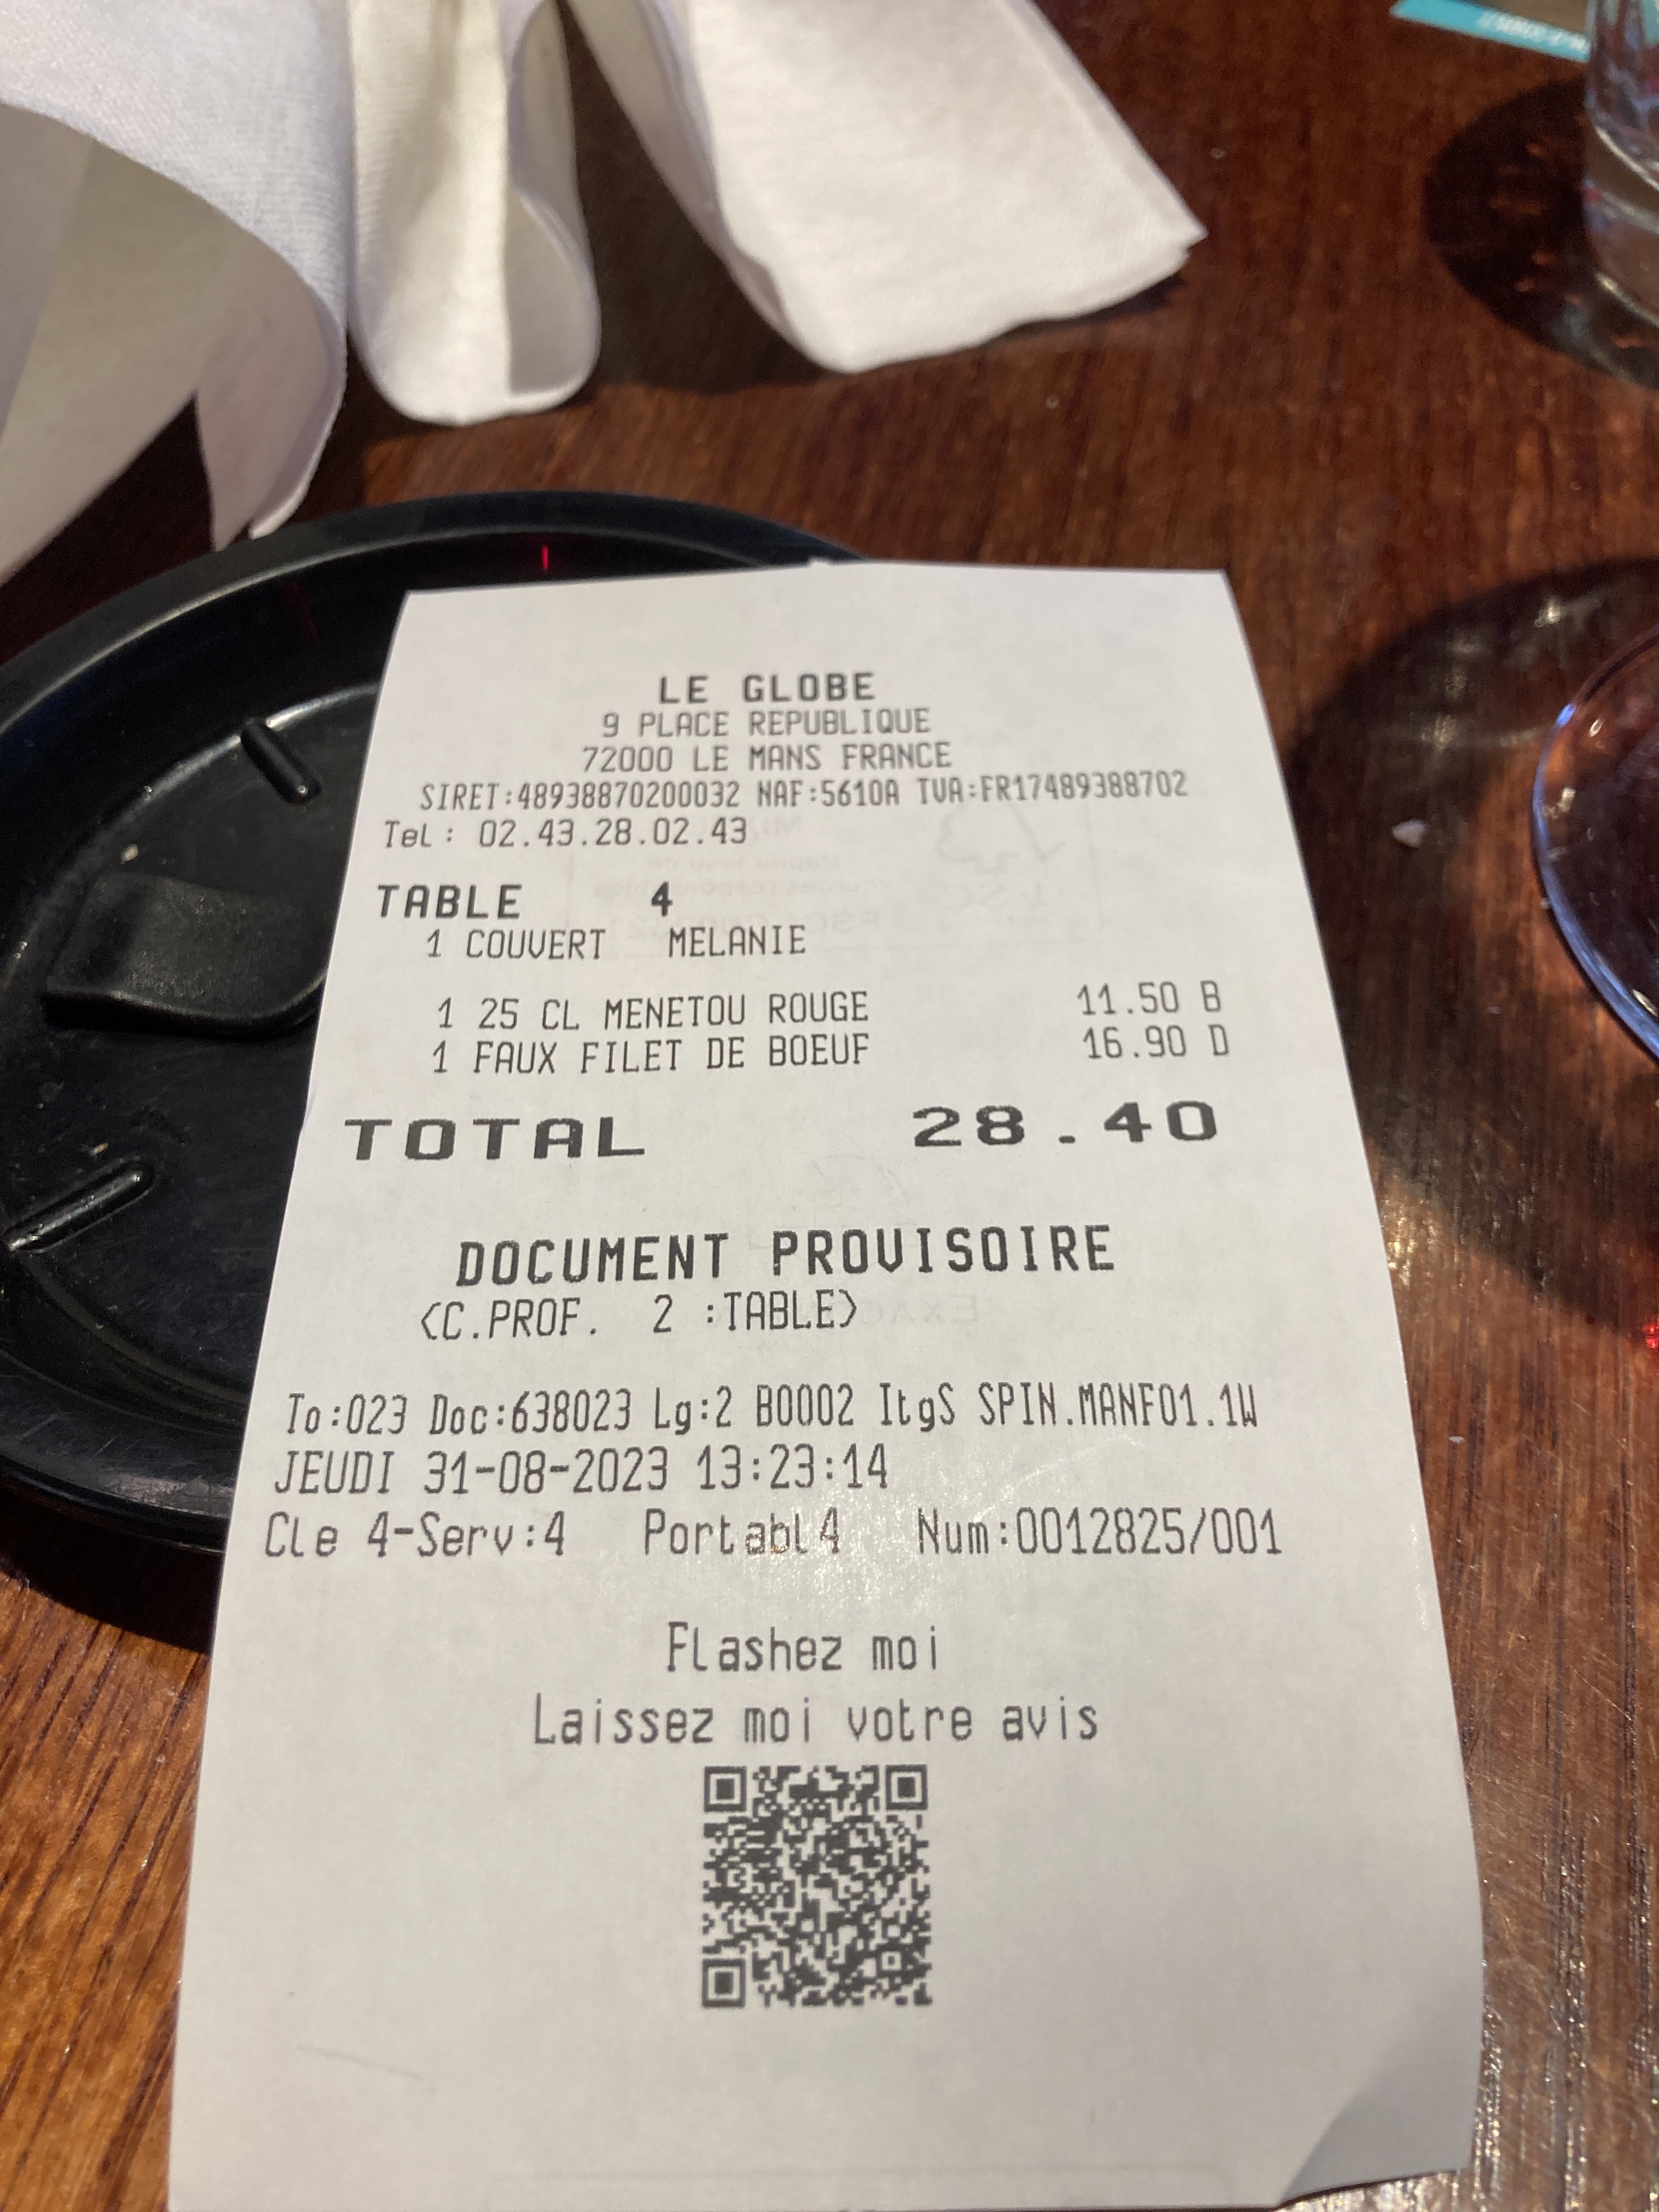 LE GLOBE
9 PLACE REPUBLIQUE
72000 LE MANS FRANCE
SIRET:48938870200032 NAF:5610A TVA:FR17489388702
Tel: 02.43.28.02.43
TABLE 4
1 COUVERT MELANIE
1 25 CL MENETOU ROUGE 11.50 B
1 FAUX FILET DE BOEUF 16.90 D
TOTAL 28.40
DOCUMENT PROVISOIRE
<C.PROF. 2 :TABLE>
To:023 Doc:638023 Lg:2 B0002 ItgS SPIN.MANF01.1W
JEUDI 31-08-2023 13:23:14
Cle 4-Serv:4 Portabl4 Num:0012825/001
Flashez moi
Laissez moi votre avis